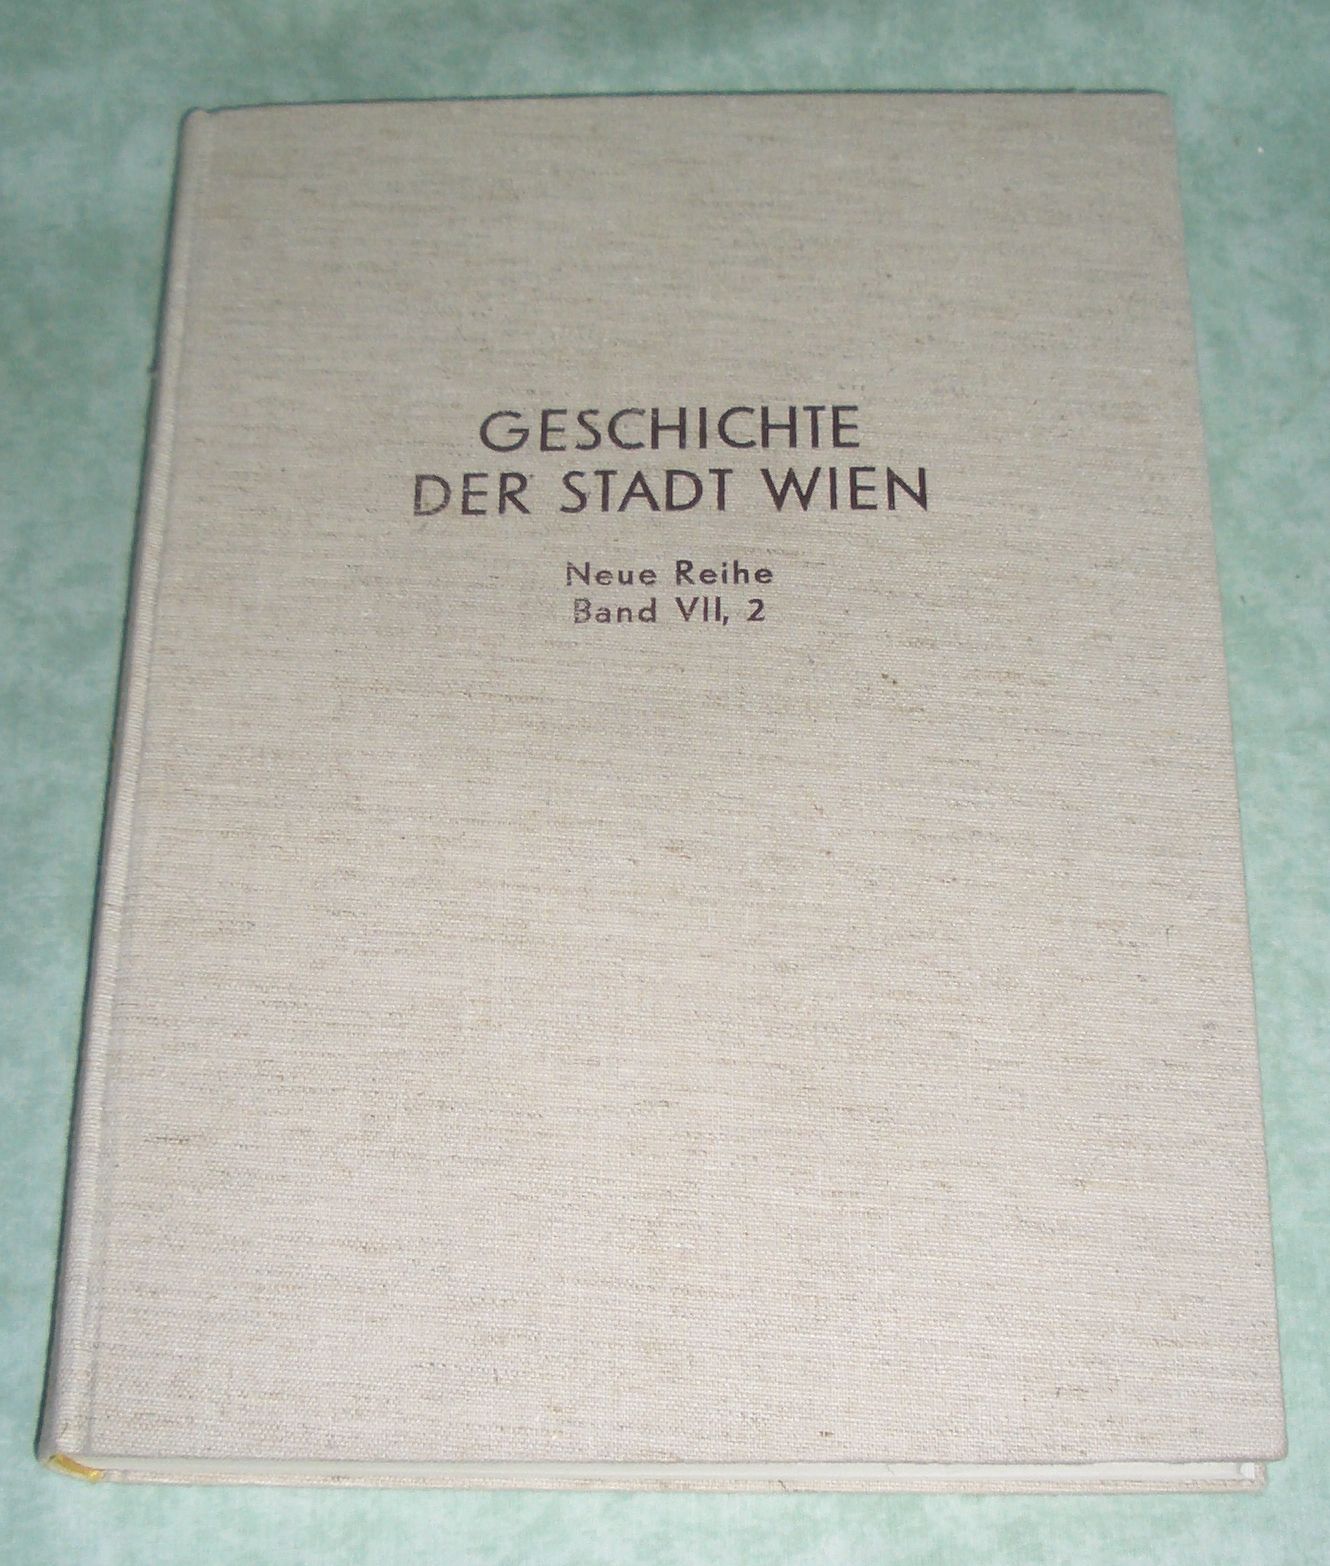 GESCHICHTE
DER STADT WIEN
Neue Reihe
Band VII, 2